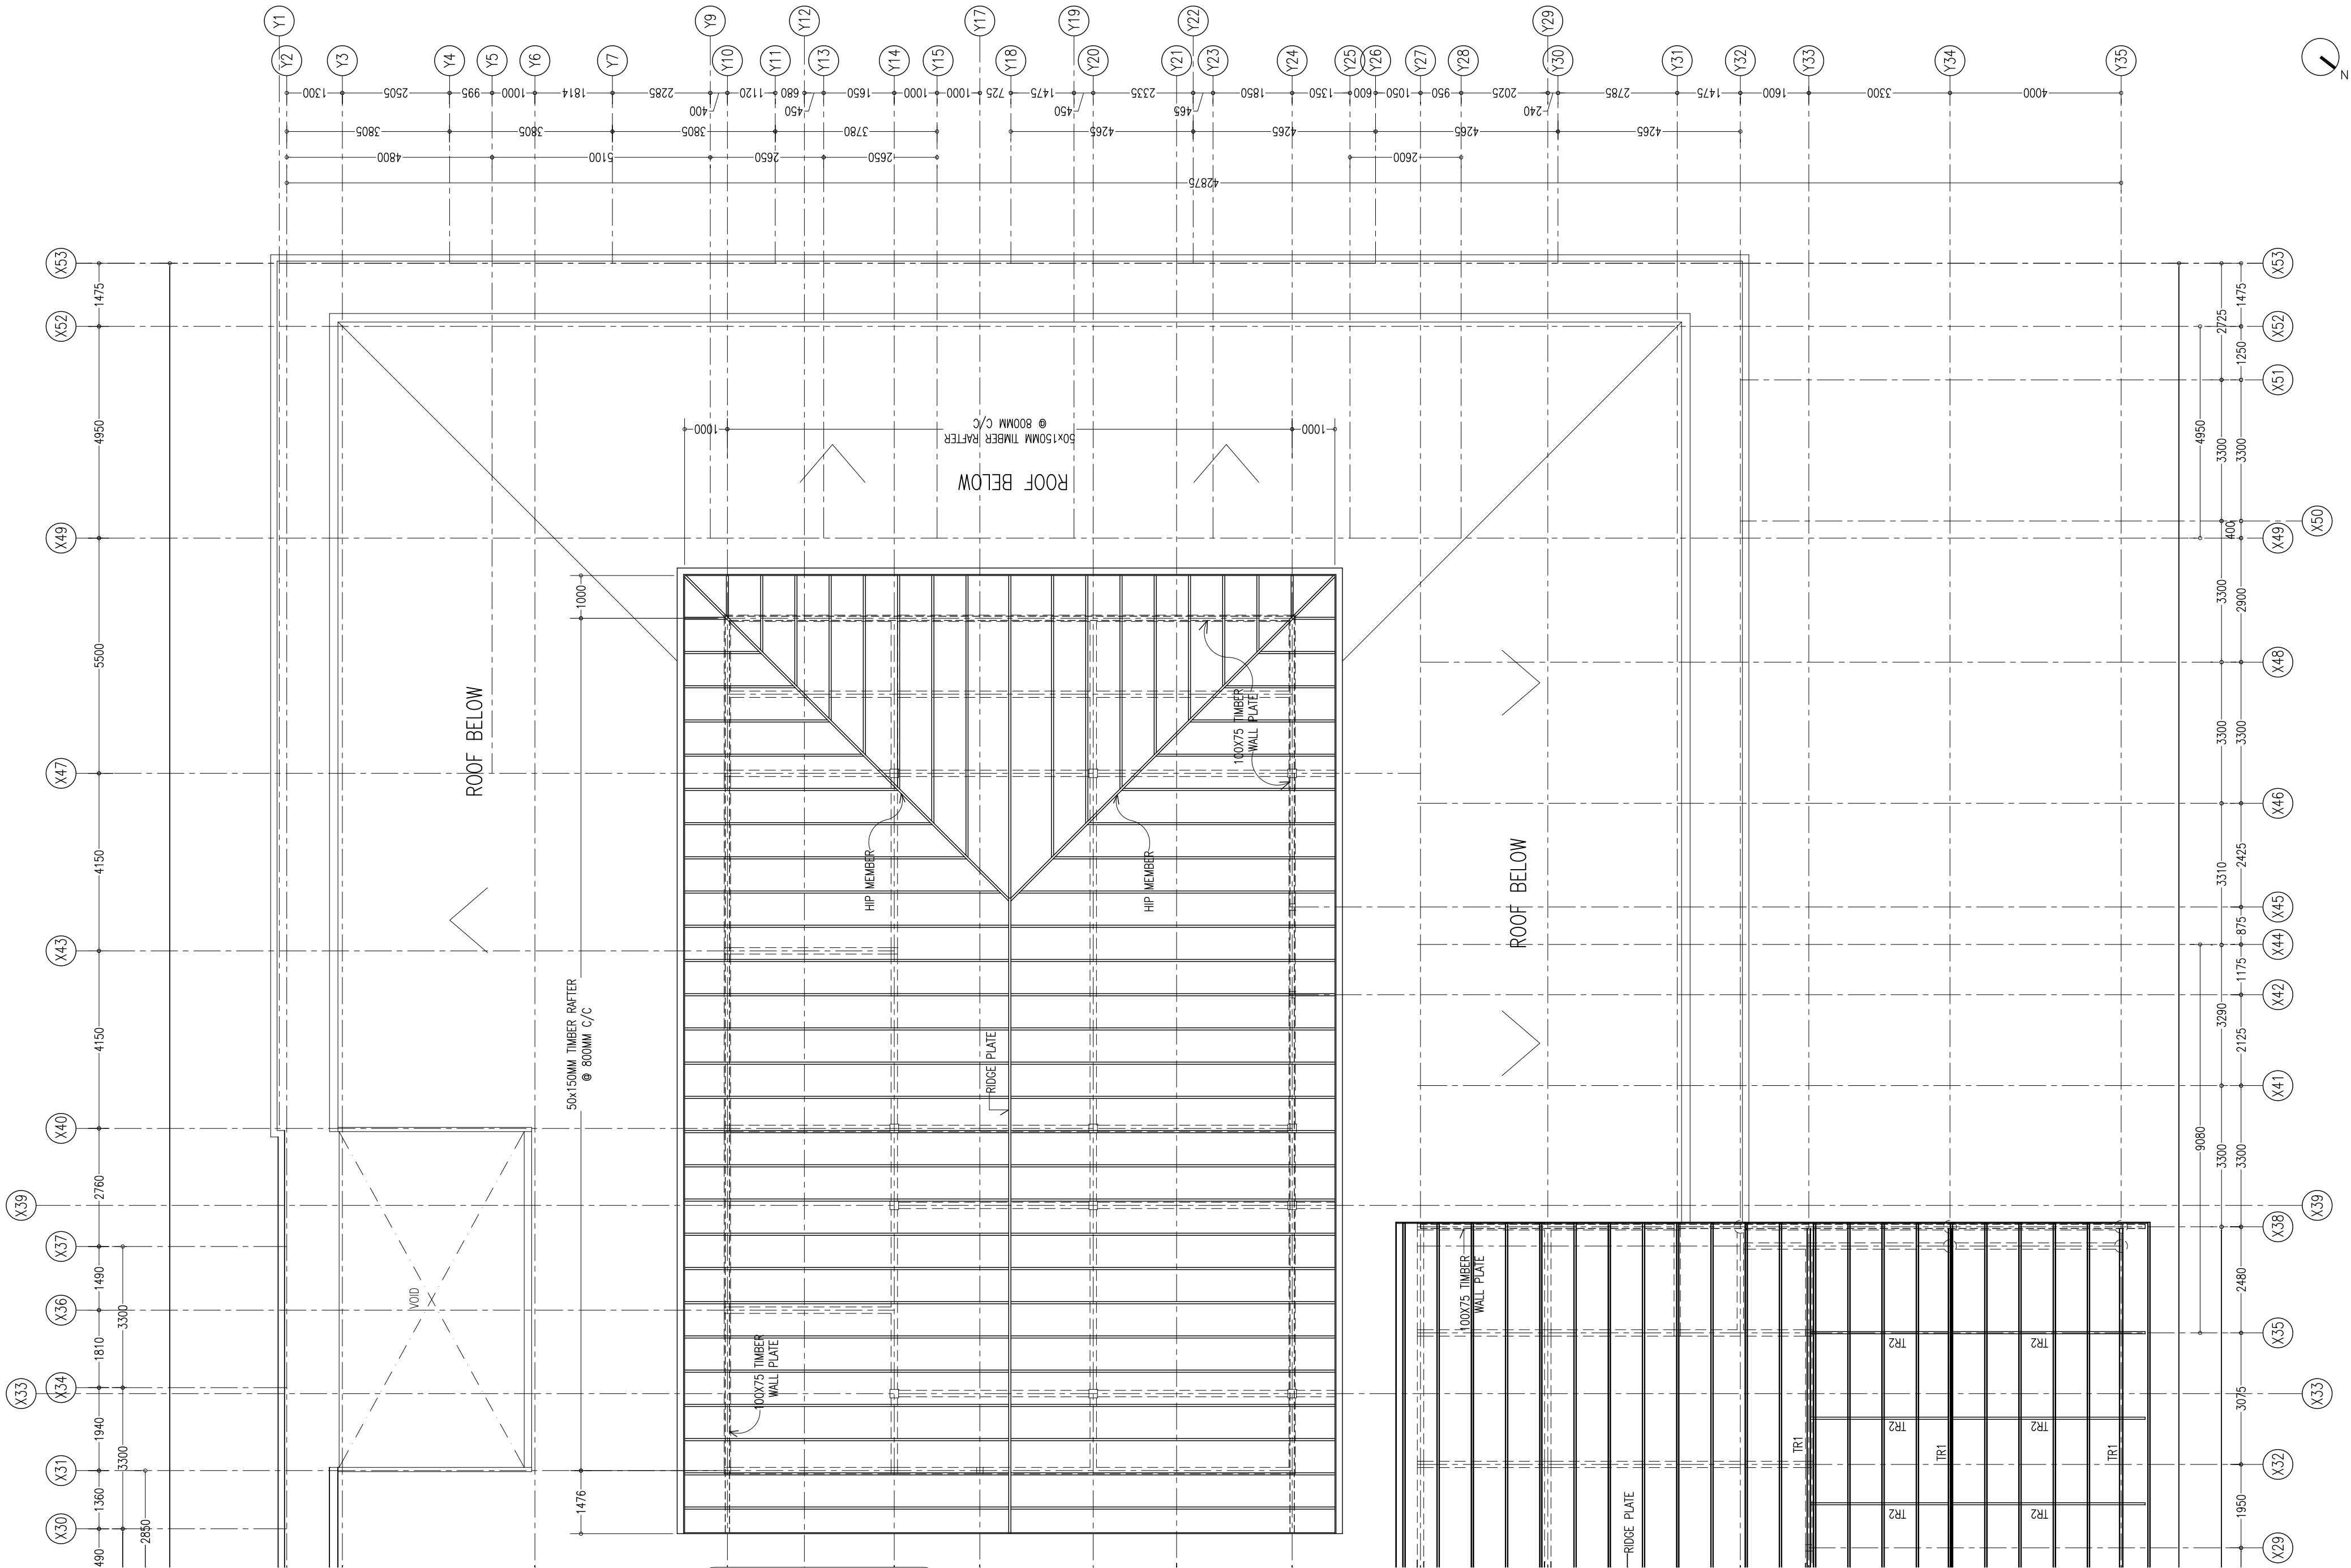 Y1
Y9
Y12
Y17
Y19
Y22
Y29
Y2
Y3
Y4
Y5
Y6
Y7
Y10
Y11
Y13
Y14
Y15
Y18
Y20
Y21
Y23
Y24
Y25
Y26
Y27
Y28
Y30
Y31
Y32
Y33
Y34
Y35
N
1300
2505
995
1000
1814
2285
400
1120
680
450
1650
1000
1000
725
1475
450
2335
465
1850
1350
600
1050
950
2025
240
2785
1475
1600
3300
4000
3805
3805
3805
3780
4265
4265
4265
4265
4800
5100
2650
2650
2600
42875
X53
X52
X49
X47
X43
X40
X39
X37
X36
X34
X33
X31
X30
1475
4950
5500
4150
4150
2760
1490
1810
1940
1360
490
3300
3300
2850
1000
50x150MM TIMBER RAFTER
@ 800MM C/C
1000
ROOF BELOW
ROOF BELOW
1000
1476
50x150MM TIMBER RAFTER
@ 800MM C/C
100X75 TIMBER
WALL PLATE
HIP MEMBER
HIP MEMBER
RIDGE PLATE
100X75 TIMBER
WALL PLATE
VOID
ROOF BELOW
100X75 TIMBER
WALL PLATE
TR2
TR2
TR2
TR2
TR2
TR2
TR1
TR1
TR1
RIDGE PLATE
4950
9080
2725
3300
3300
3300
3310
3290
3300
1475
1250
3300
400
2900
3300
2425
875
1175
2125
3300
2480
3075
1950
X53
X52
X51
X50
X49
X48
X46
X45
X44
X42
X41
X39
X38
X35
X33
X32
X29